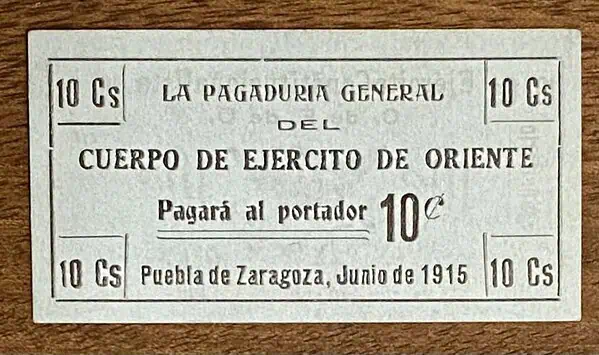 10 Cs LA PAGADURIA GENERAL 10 Cs
DEL
CUERPO DE EJERCITO DE ORIENTE
Pagará al portador 10¢
10 Cs Puebla de Zaragoza, Junio de 1915 10 Cs